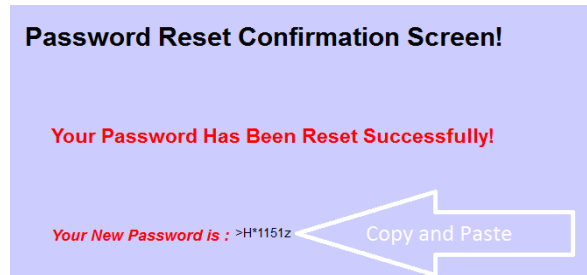 Password Reset Confirmation Screen!
Your Password Has Been Reset Successfully!
Your New Password is : >H*1151z Copy and Paste